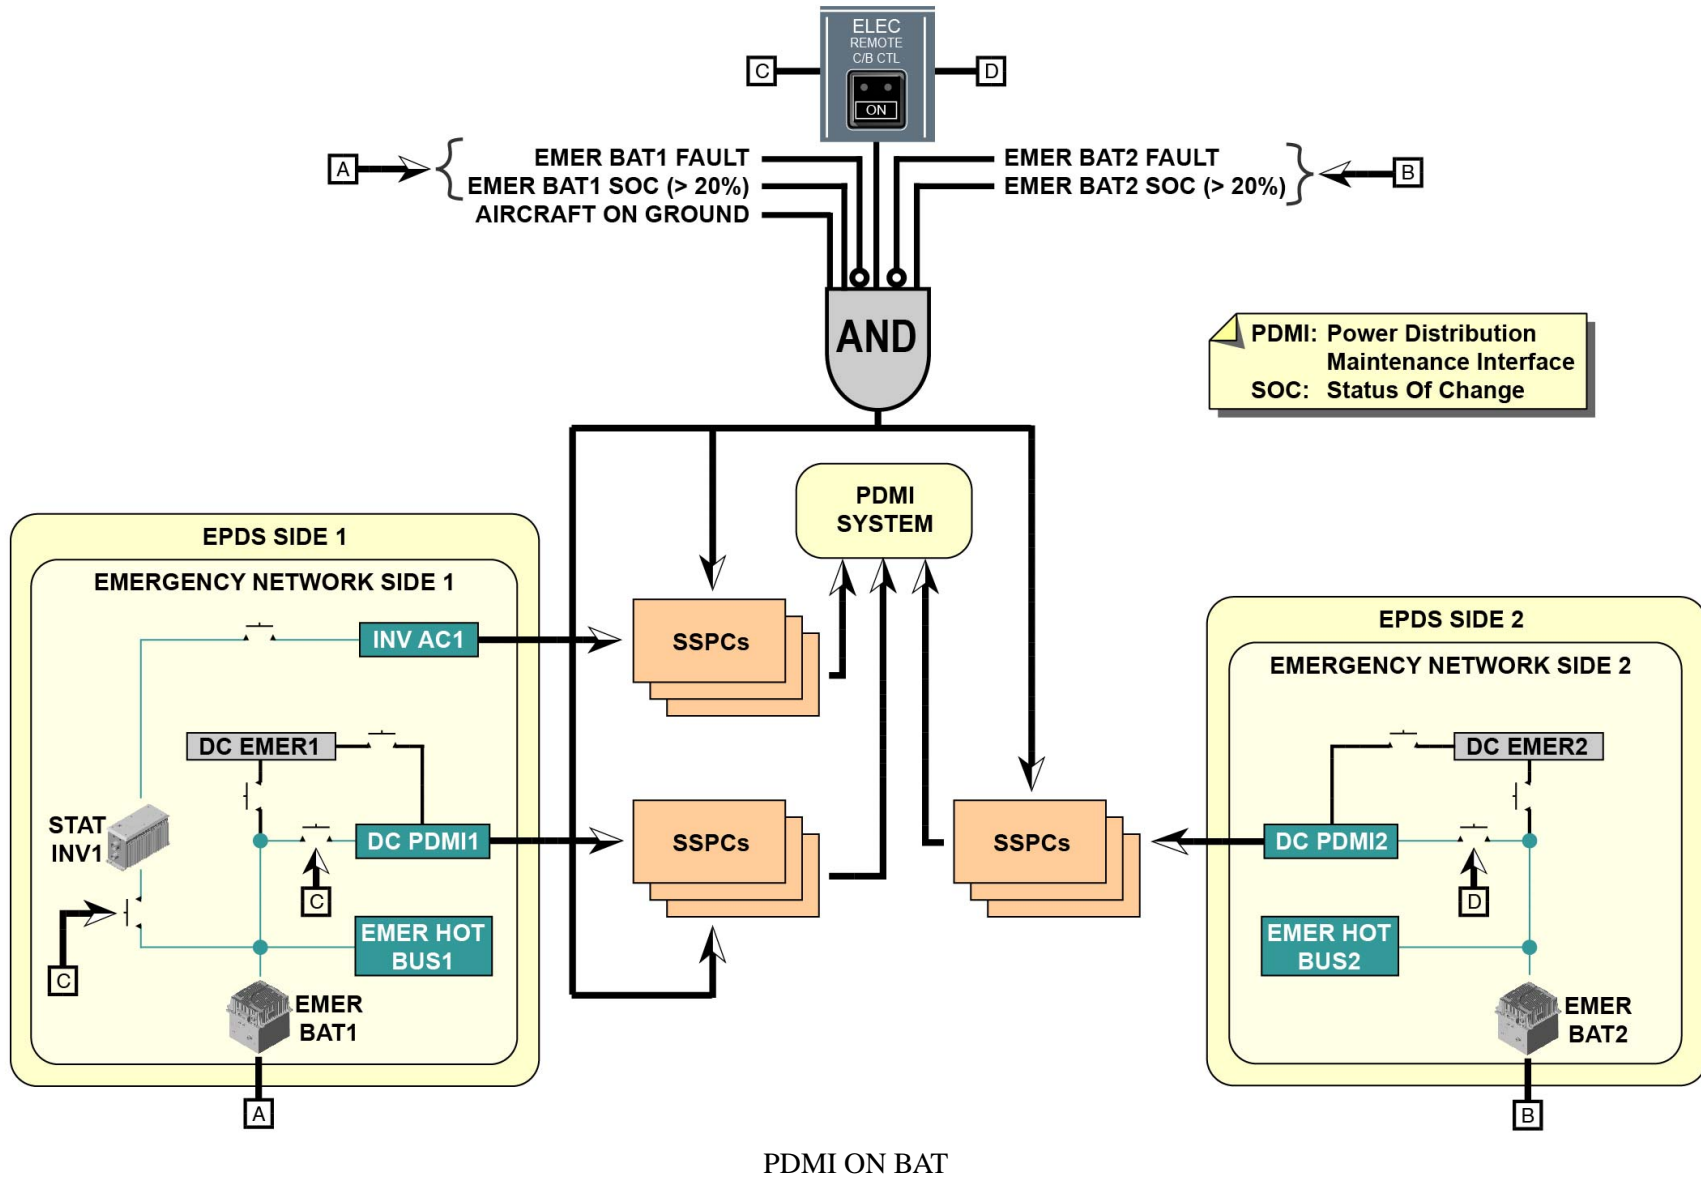 ELEC
REMOTE
C/B CTL
ON
C
D
A
EMER BAT1 FAULT
EMER BAT1 SOC (> 20%)
AIRCRAFT ON GROUND
EMER BAT2 FAULT
EMER BAT2 SOC (> 20%)
B
AND
PDMI: Power Distribution
Maintenance Interface
SOC: Status Of Change
PDMI
SYSTEM
EPDS SIDE 1
EMERGENCY NETWORK SIDE 1
INV AC1
DC EMER1
STAT
INV1
DC PDMI1
C
C
EMER HOT
BUS1
EMER
BAT1
A
SSPCs
SSPCs
SSPCs
EPDS SIDE 2
EMERGENCY NETWORK SIDE 2
DC EMER2
DC PDMI2
D
EMER HOT
BUS2
EMER
BAT2
B
PDMI ON BAT